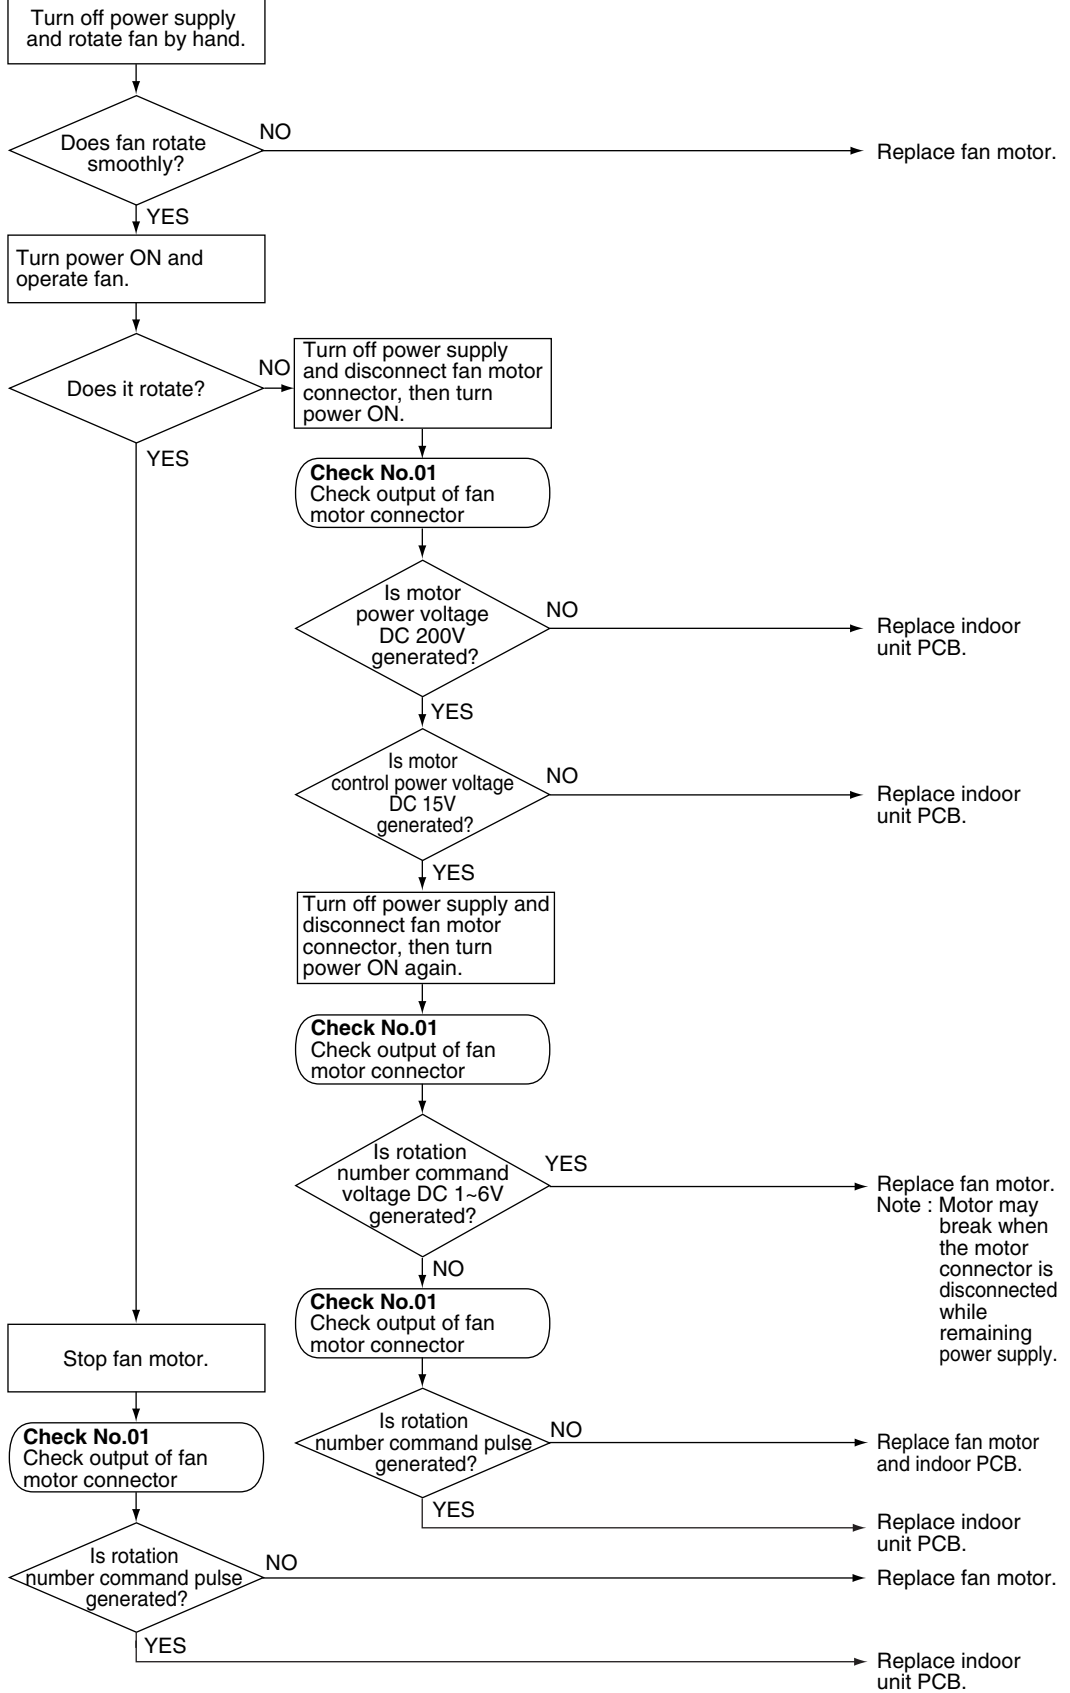 Turn off power supply
and rotate fan by hand.
Does fan rotate
smoothly?
NO
Replace fan motor.
YES
Turn power ON and
operate fan.
Does it rotate?
NO
Turn off power supply
and disconnect fan motor
connector, then turn
power ON.
YES
Check No.01
Check output of fan
motor connector
Is motor
power voltage
DC 200V
generated?
NO
Replace indoor
unit PCB.
YES
Is motor
control power voltage
DC 15V
generated?
NO
Replace indoor
unit PCB.
YES
Turn off power supply and
disconnect fan motor
connector, then turn
power ON again.
Check No.01
Check output of fan
motor connector
Is rotation
number command
voltage DC 1~6V
generated?
YES
Replace fan motor.
Note : Motor may
break when
the motor
connector is
disconnected
while
remaining
power supply.
NO
Check No.01
Check output of fan
motor connector
Is rotation
number command pulse
generated?
NO
Replace fan motor
and indoor PCB.
YES
Replace indoor
unit PCB.
Stop fan motor.
Check No.01
Check output of fan
motor connector
Is rotation
number command pulse
generated?
NO
Replace fan motor.
YES
Replace indoor
unit PCB.